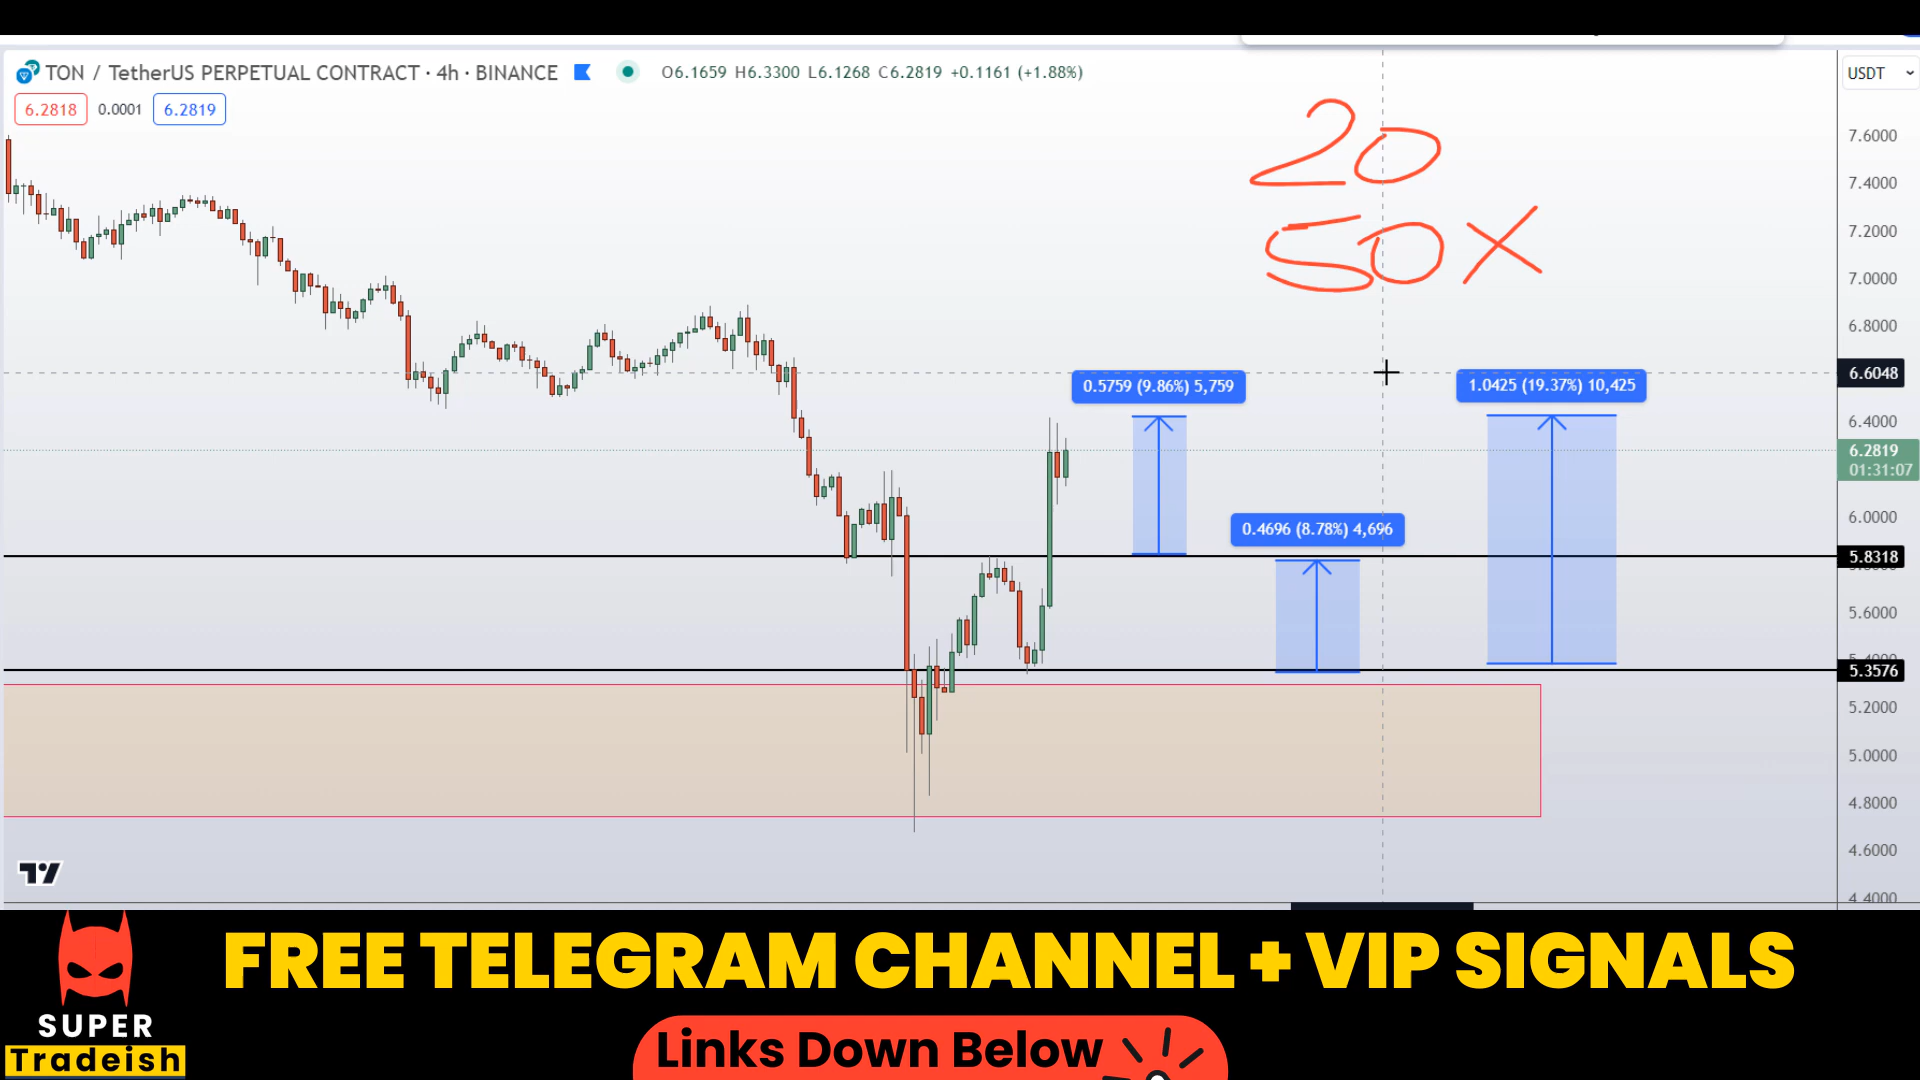 TON / TetherUS PERPETUAL CONTRACT · 4h · BINANCE O6.1659 H6.3300 L6.1268 C6.2819 +0.1161 (+1.88%)
USDT
6.2818 0.0001 6.2819
20
50X
7.6000
7.4000
7.2000
7.0000
6.8000
6.6048
0.5759 (9.86%) 5,759
1.0425 (19.37%) 10,425
6.4000
6.2819
01:31:07
6.0000
0.4696 (8.78%) 4,696
5.8318
5.6000
5.3576
5.2000
5.0000
4.8000
4.6000
4.4000
FREE TELEGRAM CHANNEL + VIP SIGNALS
SUPER
Tradeish
Links Down Below